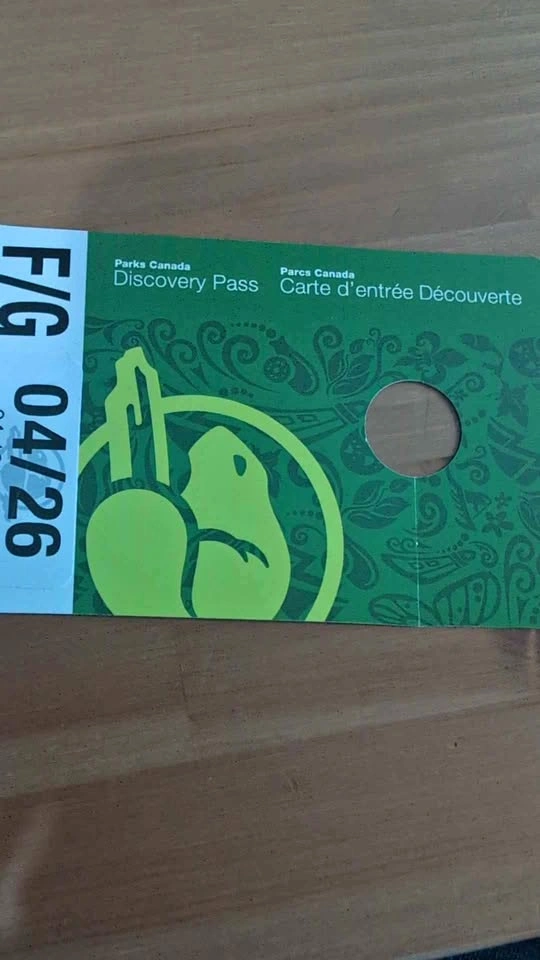 F/G 04/26
Parks Canada
Discovery Pass
Parcs Canada
Carte d'entrée Découverte